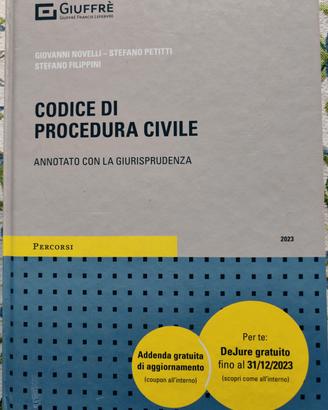 GIUFFRÈ
GIUFFRÈ FRANCIS LEFEBVRE
GIOVANNI NOVELLI – STEFANO PETITTI
STEFANO FILIPPINI
CODICE DI
PROCEDURA CIVILE
ANNOTATO CON LA GIURISPRUDENZA
PERCORSI
2023
Addenda gratuita
di aggiornamento
(coupon all'interno)
Per te:
DeJure gratuito
fino al 31/12/2023
(scopri come all'interno)